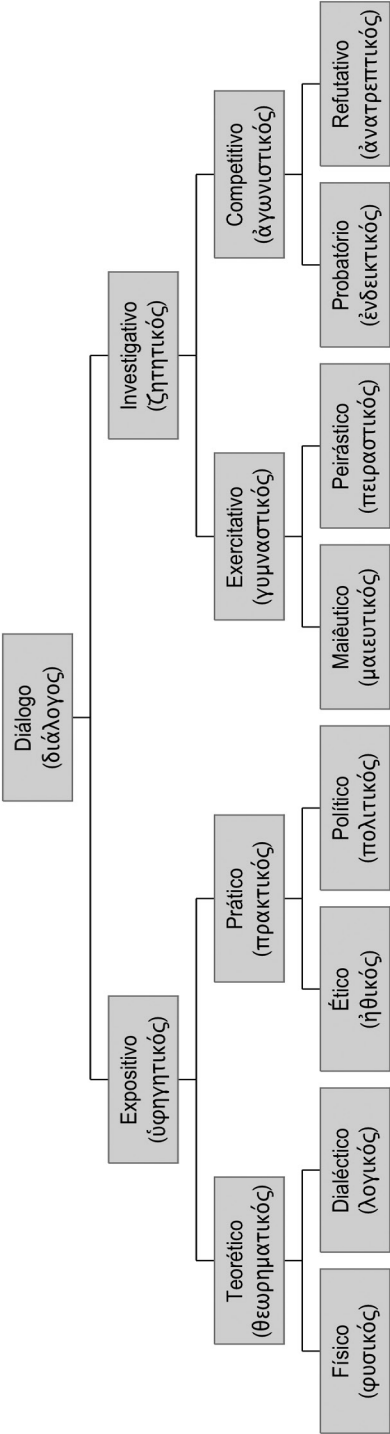 Diálogo
(διάλογος)
Expositivo
(ὑφηγητικός)
Investigativo
(ζητητικός)
Teorético
(θεωρηματικός)
Prático
(πρακτικός)
Exercitativo
(γυμναστικός)
Competitivo
(ἀγωνιστικός)
Físico
(φυσικός)
Dialéctico
(λογικός)
Ético
(ἠθικός)
Político
(πολιτικός)
Maiêutico
(μαιευτικός)
Peirástico
(πειραστικός)
Probatório
(ἐνδεικτικός)
Refutativo
(ἀνατρεπτικός)